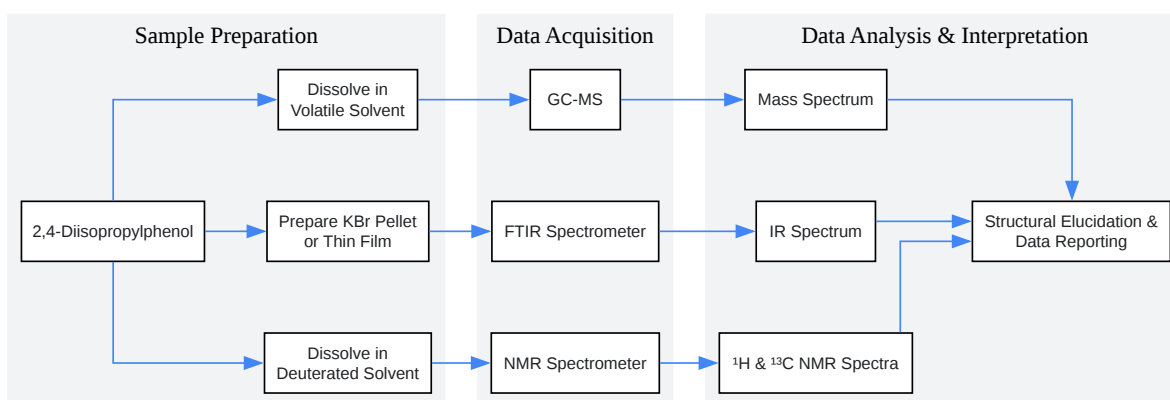 Sample Preparation
Data Acquisition
Data Analysis & Interpretation
Dissolve in
Volatile Solvent
GC-MS
Mass Spectrum
2,4-Diisopropylphenol
Prepare KBr Pellet
or Thin Film
FTIR Spectrometer
IR Spectrum
Structural Elucidation &
Data Reporting
Dissolve in
Deuterated Solvent
NMR Spectrometer
¹H & ¹³C NMR Spectra